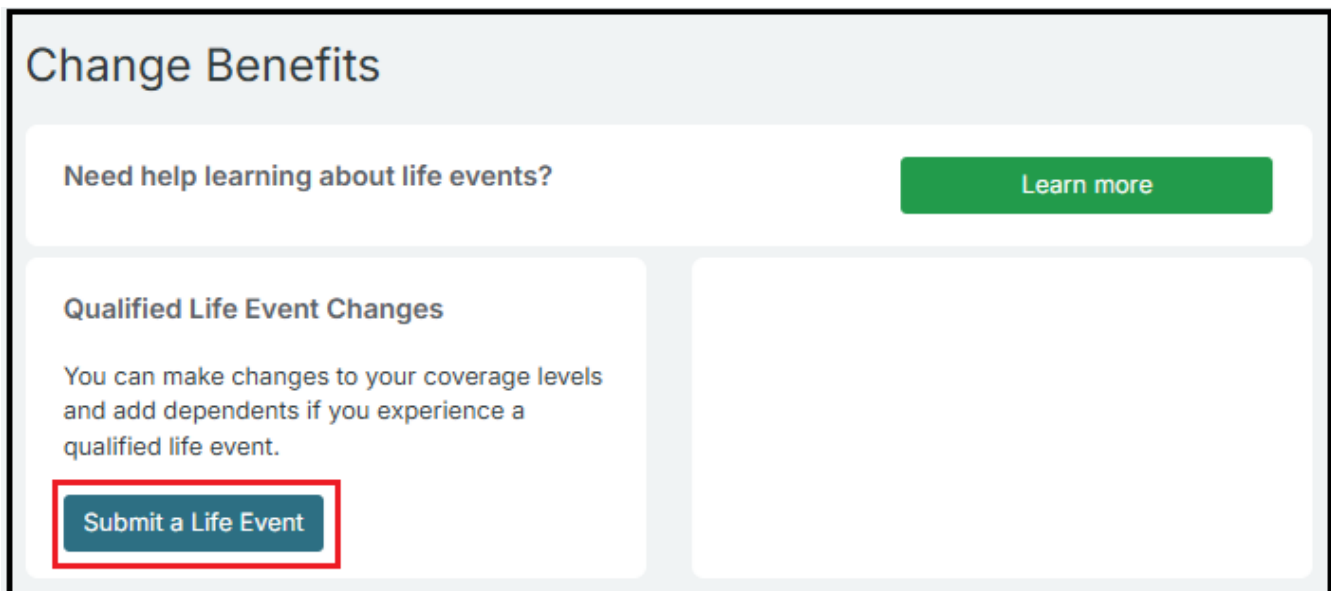 Change Benefits
Need help learning about life events?
Learn more
Qualified Life Event Changes
You can make changes to your coverage levels
and add dependents if you experience a
qualified life event.
Submit a Life Event